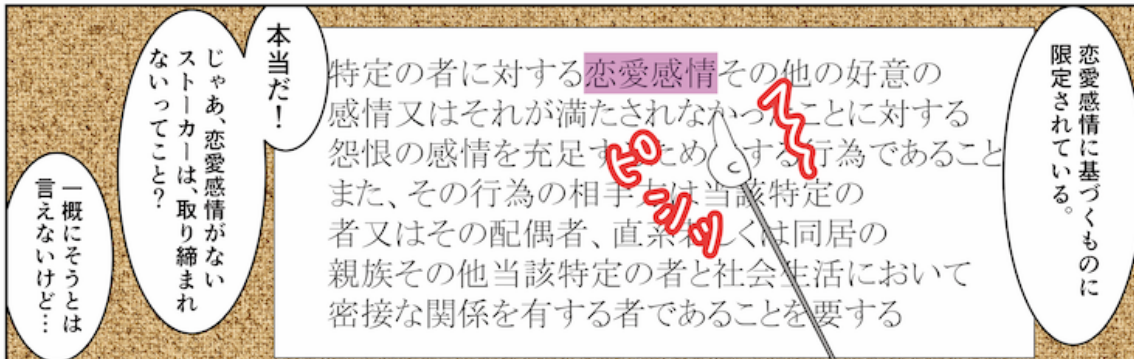 恋愛感情に基づくものに
限定されている。
特定の者に対する恋愛感情その他の好意の
感情又はそれが満たされなかったことに対する
怨恨の感情を充足するためにする行為であること
また、その行為の相手方は当該特定の
者又はその配偶者、直系若しくは同居の
親族その他当該特定の者と社会生活において
密接な関係を有する者であることを要する
ピシッ
本当だ！
じゃあ、恋愛感情がない
ストーカーは、取り締まれ
ないってこと？
一概にそうとは
言えないけど…